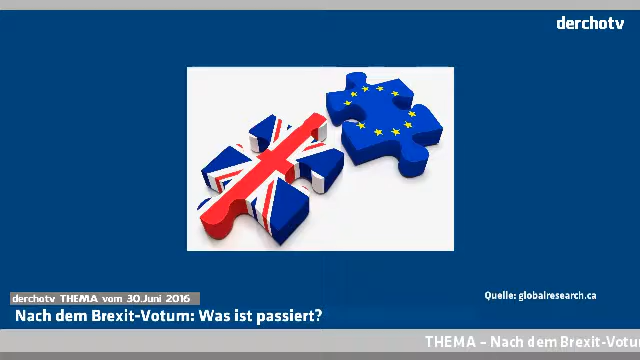 derchotv
Quelle: globalresearch.ca
derchotv THEMA vom 30.Juni 2016
Nach dem Brexit-Votum: Was ist passiert?
THEMA – Nach dem Brexit-Votu